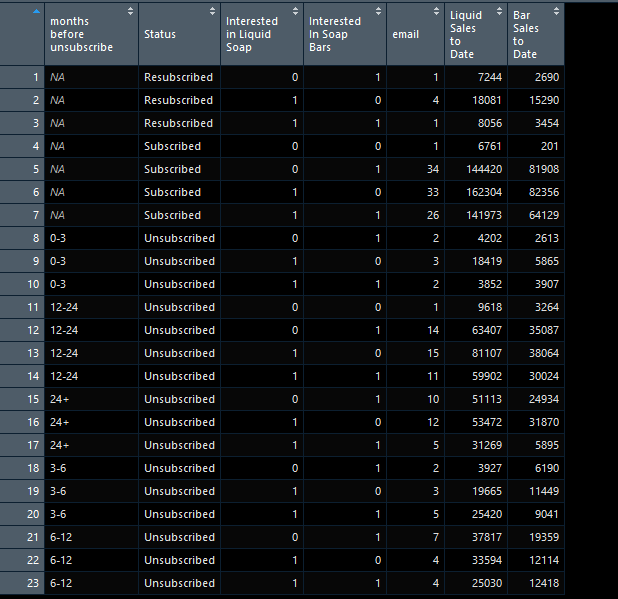 months before unsubscribe Status Interested in Liquid Soap Interested In Soap Bars email Liquid Sales to Date Bar Sales to Date
1 NA Resubscribed 0 1 1 7244 2690
2 NA Resubscribed 1 0 4 18081 15290
3 NA Resubscribed 1 1 1 8056 3454
4 NA Subscribed 0 0 1 6761 201
5 NA Subscribed 0 1 34 144420 81908
6 NA Subscribed 1 0 33 162304 82356
7 NA Subscribed 1 1 26 141973 64129
8 0-3 Unsubscribed 0 1 2 4202 2613
9 0-3 Unsubscribed 1 0 3 18419 5865
10 0-3 Unsubscribed 1 1 2 3852 3907
11 12-24 Unsubscribed 0 0 1 9618 3264
12 12-24 Unsubscribed 0 1 14 63407 35087
13 12-24 Unsubscribed 1 0 15 81107 38064
14 12-24 Unsubscribed 1 1 11 59902 30024
15 24+ Unsubscribed 0 1 10 51113 24934
16 24+ Unsubscribed 1 0 12 53472 31870
17 24+ Unsubscribed 1 1 5 31269 5895
18 3-6 Unsubscribed 0 1 2 3927 6190
19 3-6 Unsubscribed 1 0 3 19665 11449
20 3-6 Unsubscribed 1 1 5 25420 9041
21 6-12 Unsubscribed 0 1 7 37817 19359
22 6-12 Unsubscribed 1 0 4 33594 12114
23 6-12 Unsubscribed 1 1 4 25030 12418